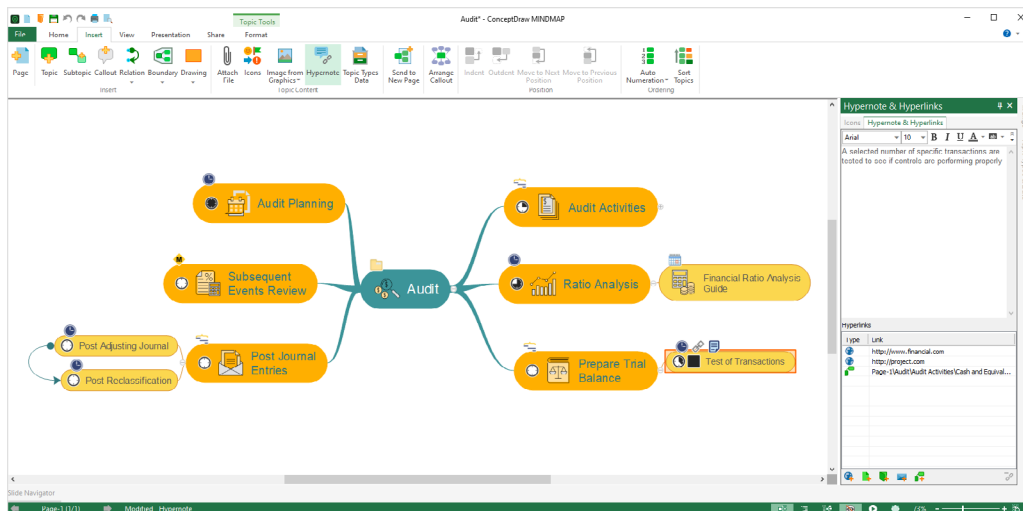 Topic Tools
Audit* - ConceptDraw MINDMAP
File Home Insert View Presentation Share Format
Page Topic Subtopic Callout Relation Boundary Drawing
Attach File
Icons
Image from Graphics
Hypernote
Topic Types Data
Send to New Page
Arrange Callout
Indent Outdent
Move to Next Position
Move to Previous Position
Auto Numeration
Sort Topics
Insert
Topic Content
Position
Ordering
Audit Planning
Subsequent
Events Review
Post Journal
Entries
Post Adjusting Journal
Post Reclassification
Audit
Audit Activities
Ratio Analysis
Financial Ratio Analysis
Guide
Prepare Trial
Balance
Test of Transactions
M
Hypernote & Hyperlinks
Icons Hypernote & Hyperlinks
Arial 10 B I U A
A selected number of specific transactions are
tested to see if controls are performing properly
Hyperlinks
Type Link
http://www.financial.com
http://project.com
Page-1\Audit\Audit Activities\Cash and Equival...
Slide Navigator
Page-1 (1/1) Modified Hypernote
73%